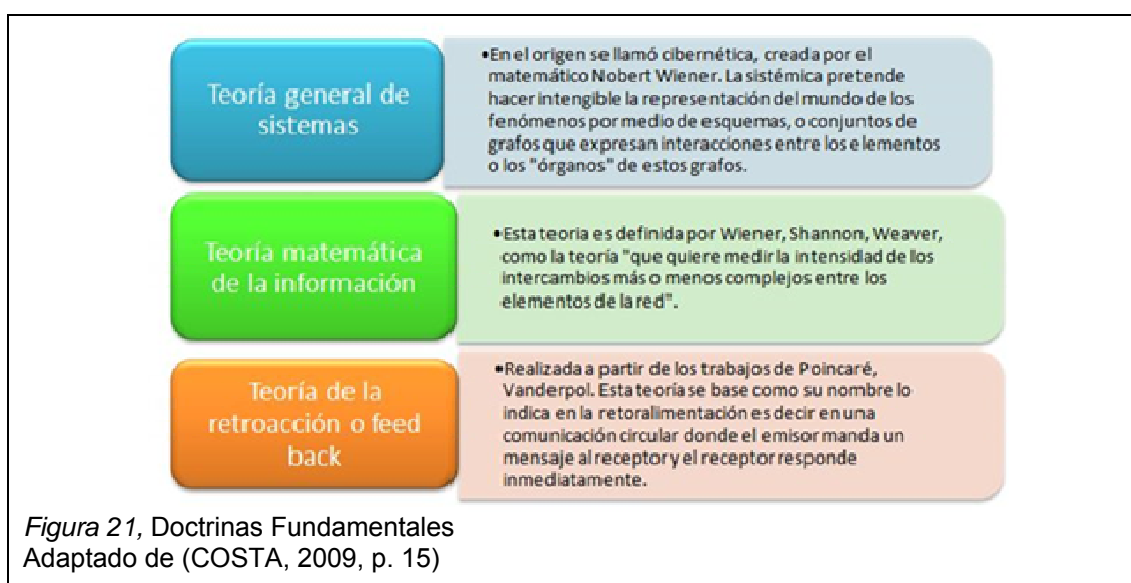 Teoría general de
sistemas
•En el origen se llamó cibernética, creada por el
matemático Nobert Wiener. La sistémica pretende
hacer intengible la representación del mundo de los
fenómenos por medio de esquemas, o conjuntos de
grafos que expresan interacciones entre los elementos
o los "órganos" de estos grafos.
Teoría matemática
de la información
•Esta teoria es definida por Wiener, Shannon, Weaver,
como la teoría "que quiere medir la intensidad de los
intercambios más o menos complejos entre los
elementos de la red".
Teoría de la
retroacción o feed
back
•Realizada a partir de los trabajos de Poincaré,
Vanderpol. Esta teoría se base como su nombre lo
indica en la retoralimentación es decir en una
comunicación circular donde el emisor manda un
mensaje al receptor y el receptor responde
inmediatamente.
Figura 21, Doctrinas Fundamentales
Adaptado de (COSTA, 2009, p. 15)